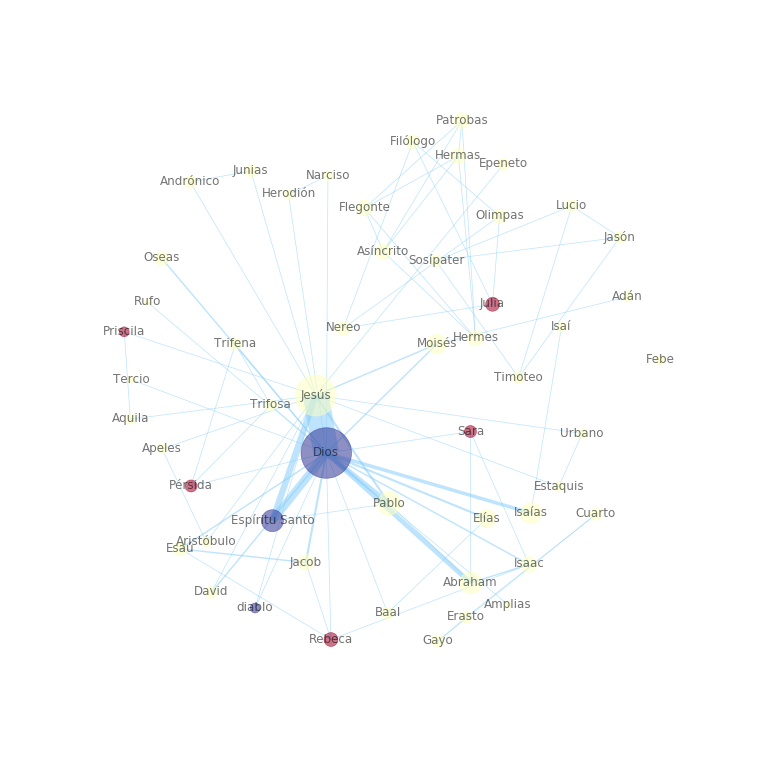 Patrobas
Filólogo
Hermas
Epeneto
Junias
Narciso
Andrónico
Herodión
Flegonte
Lucio
Olimpas
Jasón
Asíncrito
Sosípater
Oseas
Adán
Rufo
Julia
Priscila
Nereo
Isaí
Hermes
Trifena
Moisés
Febe
Tercio
Timoteo
Jesús
Trifosa
Aquila
Sara
Urbano
Apeles
Dios
Pérsida
Estaquis
Pablo
Isaías
Cuarto
Espíritu Santo
Elías
Aristóbulo
Esaú
Jacob
Isaac
Abraham
David
Amplias
diablo
Baal
Erasto
Rebeca
Gayo